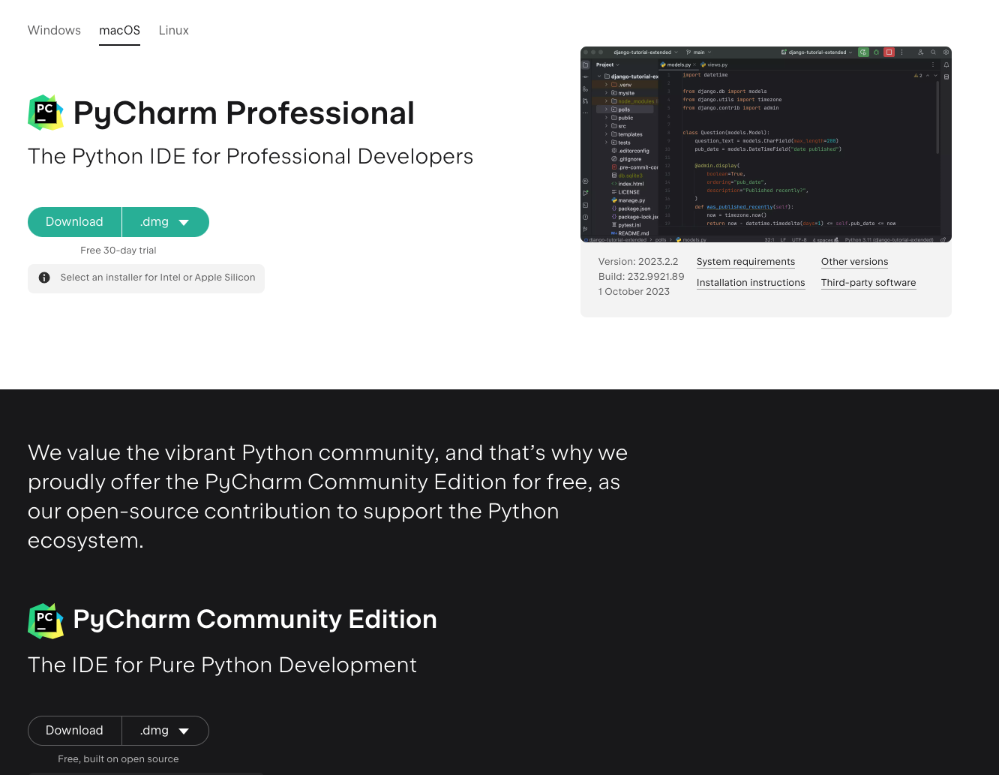 Windows macOS Linux
PyCharm Professional
The Python IDE for Professional Developers
Download .dmg
Free 30-day trial
Select an installer for Intel or Apple Silicon
django-tutorial-extended main django-tutorial-extended
Project models.py views.py
django-tutorial-ex
.venv
mysite
node_modules
polls
public
src
templates
tests
.editorconfig
.gitignore
.pre-commit-cor
db.sqlite3
index.html
LICENSE
manage.py
package.json
package-lock.jsc
pytest.ini
README.md
import datetime
from django.db import models
from django.utils import timezone
from django.contrib import admin
class Question(models.Model):
question_text = models.CharField(max_length=200)
pub_date = models.DateTimeField("date published")
@admin.display(
boolean=True,
ordering="pub_date",
description="Published recently?",
)
def was_published_recently(self):
now = timezone.now()
return now - datetime.timedelta(days=1) <= self.pub_date <= now
django-tutorial-extended > polls > models.py 32:1 LF UTF-8 4 spaces Python 3.11 (django-tutorial-extended)
Version: 2023.2.2
Build: 232.9921.89
1 October 2023
System requirements
Installation instructions
Other versions
Third-party software
We value the vibrant Python community, and that’s why we
proudly offer the PyCharm Community Edition for free, as
our open-source contribution to support the Python
ecosystem.
PC
PyCharm Community Edition
The IDE for Pure Python Development
Download .dmg
Free, built on open source